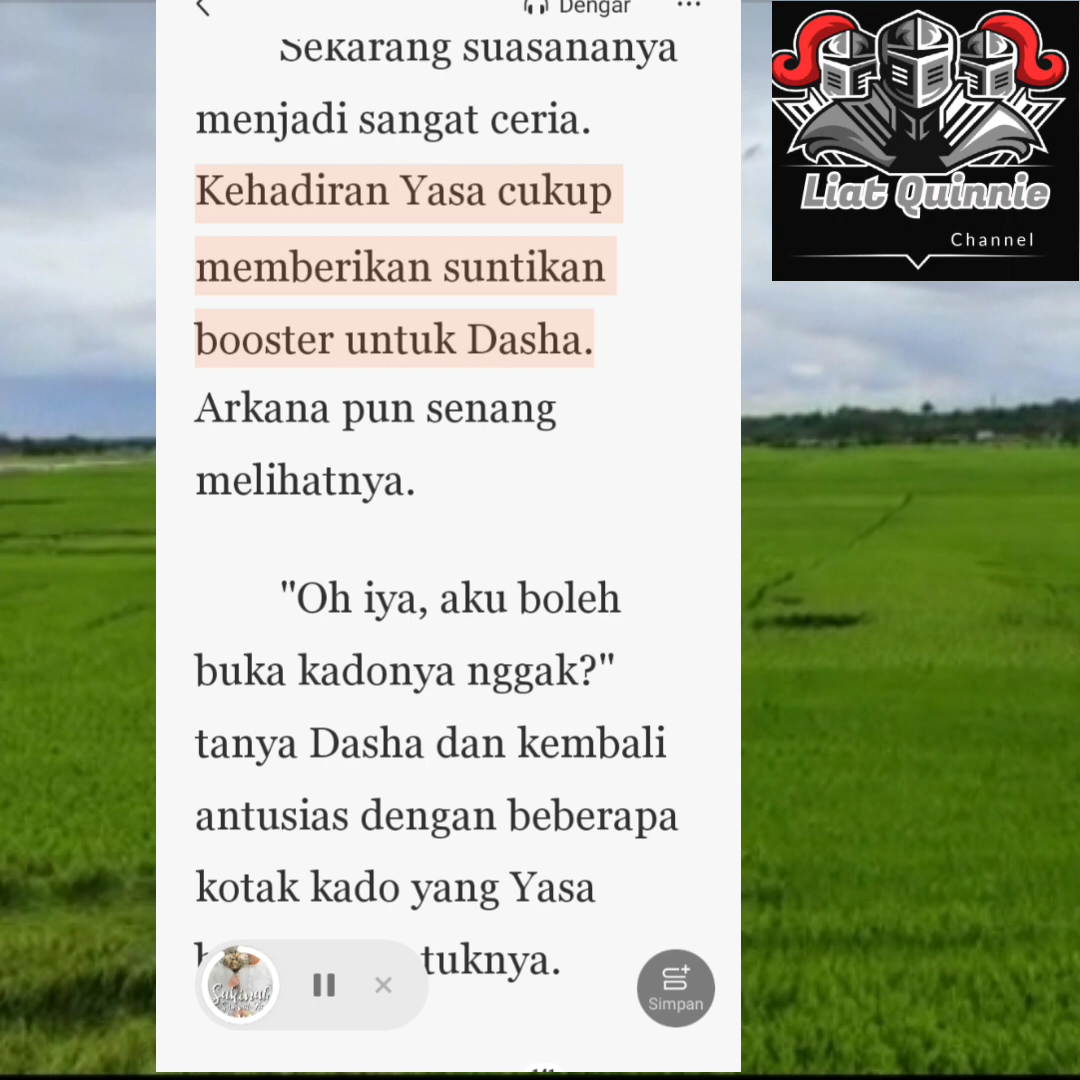 Dengar
Sekarang suasananya
menjadi sangat ceria.
Kehadiran Yasa cukup
memberikan suntikan
booster untuk Dasha.
Arkana pun senang
melihatnya.
"Oh iya, aku boleh
buka kadonya nggak?"
tanya Dasha dan kembali
antusias dengan beberapa
kotak kado yang Yasa
tuknya.
Simpan
Sakinah
Liat Quinnie
Channel